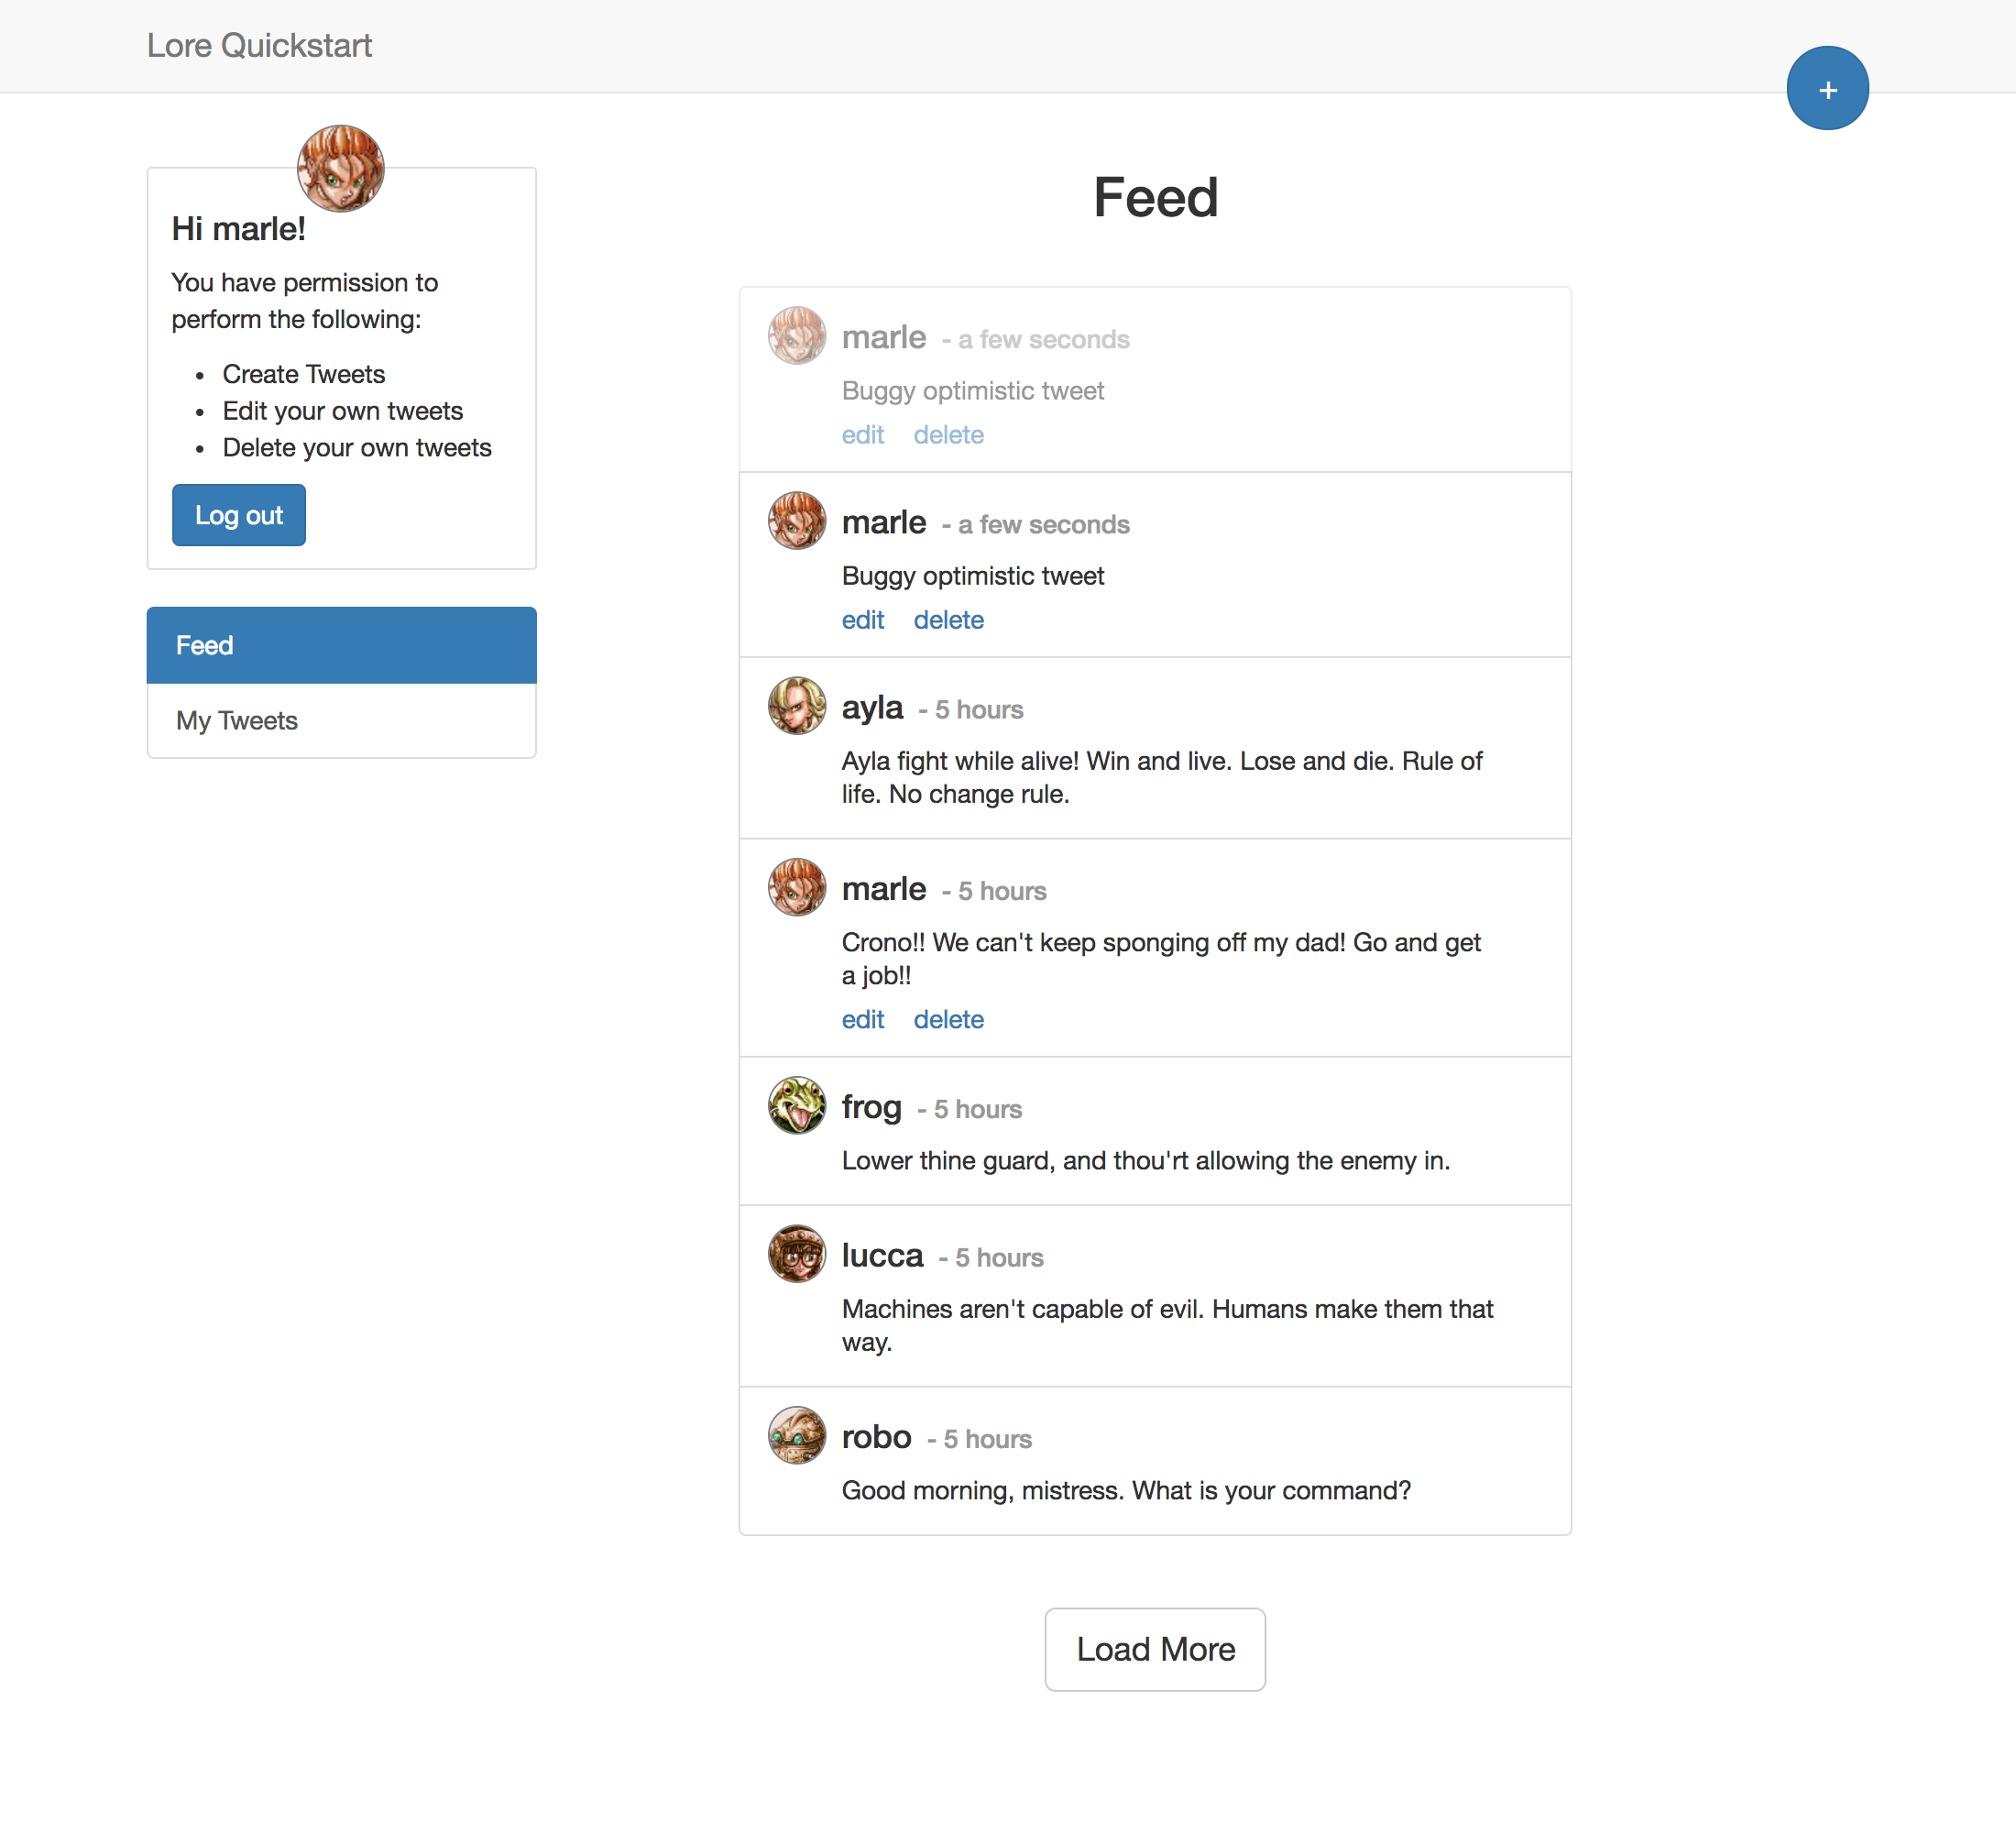 Lore Quickstart
+
Hi marle!
You have permission to
perform the following:
• Create Tweets
• Edit your own tweets
• Delete your own tweets
Log out
Feed
My Tweets
Feed
marle - a few seconds
Buggy optimistic tweet
edit delete
marle - a few seconds
Buggy optimistic tweet
edit delete
ayla - 5 hours
Ayla fight while alive! Win and live. Lose and die. Rule of
life. No change rule.
marle - 5 hours
Crono!! We can't keep sponging off my dad! Go and get
a job!!
edit delete
frog - 5 hours
Lower thine guard, and thou'rt allowing the enemy in.
lucca - 5 hours
Machines aren't capable of evil. Humans make them that
way.
robo - 5 hours
Good morning, mistress. What is your command?
Load More